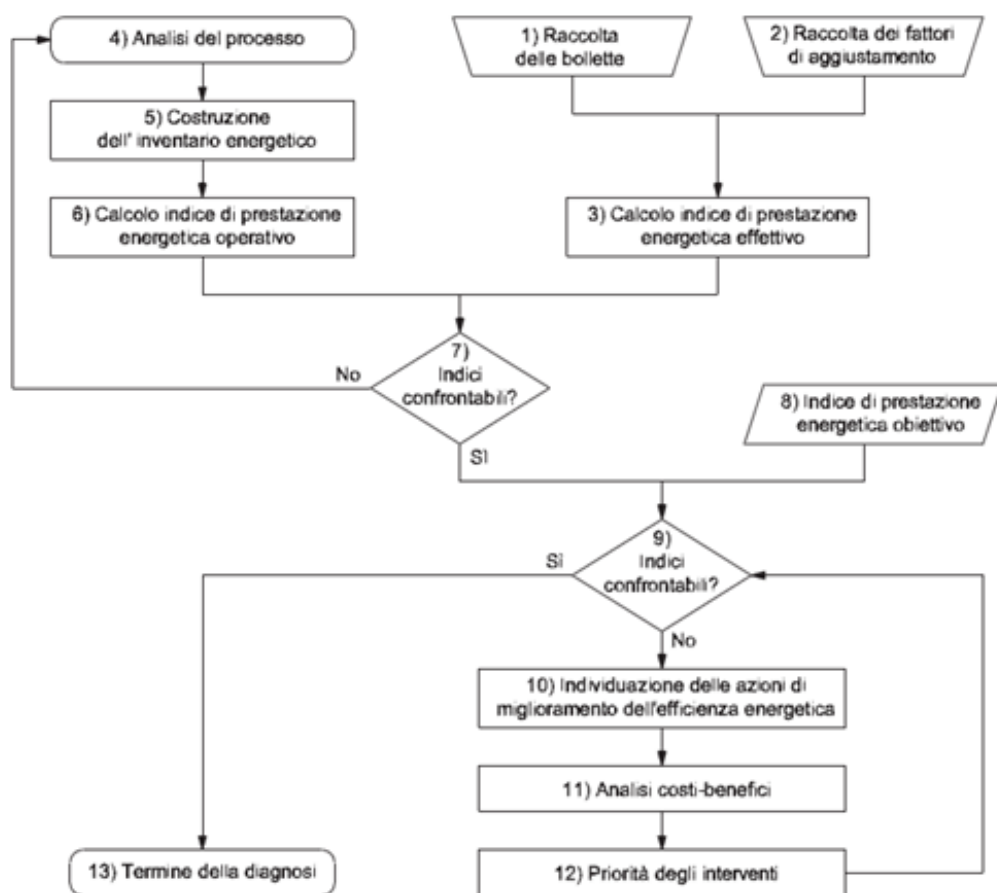 4) Analisi del processo
1) Raccolta
delle bollette
2) Raccolta dei fattori
di aggiustamento
5) Costruzione
dell' inventario energetico
6) Calcolo indice di prestazione
energetica operativo
3) Calcolo indice di prestazione
energetica effettivo
7)
Indici
confrontabili?
No
Sì
8) Indice di prestazione
energetica obiettivo
9)
Indici
confrontabili?
Sì
No
10) Individuazione delle azioni di
miglioramento dell'efficienza energetica
11) Analisi costi-benefici
12) Priorità degli interventi
13) Termine della diagnosi